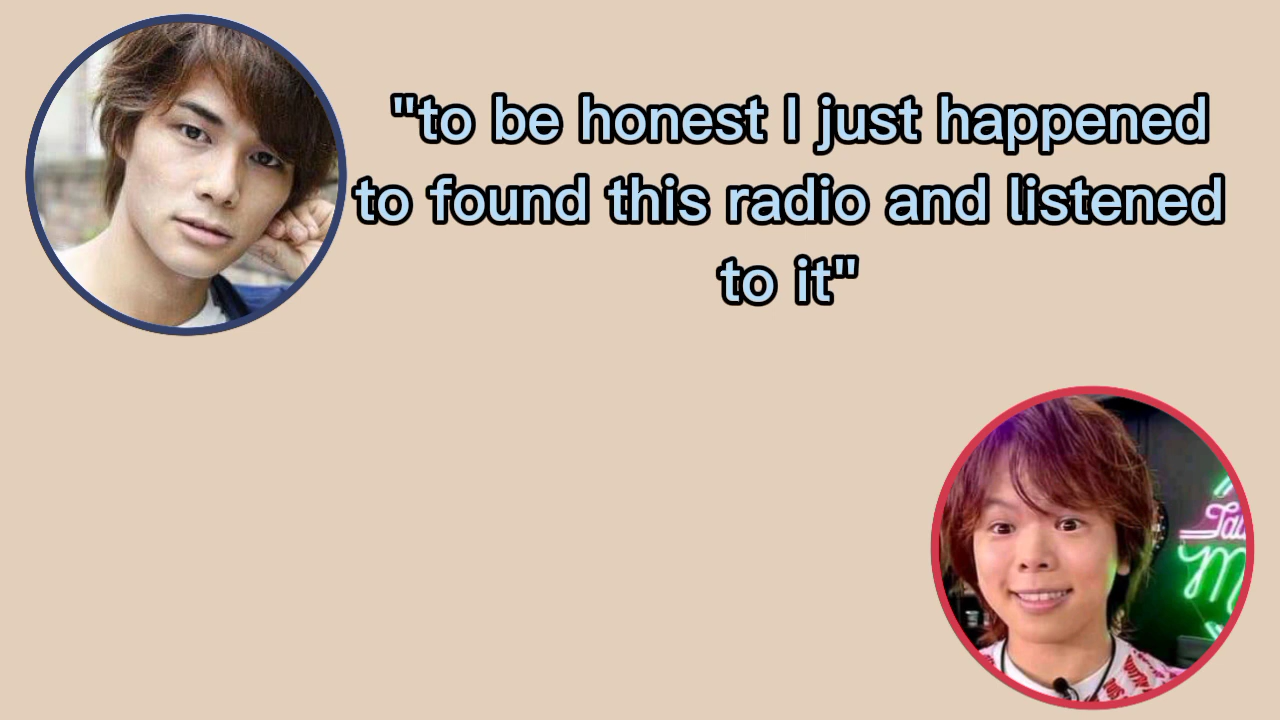 "to be honest I just happened
to found this radio and listened
to it"